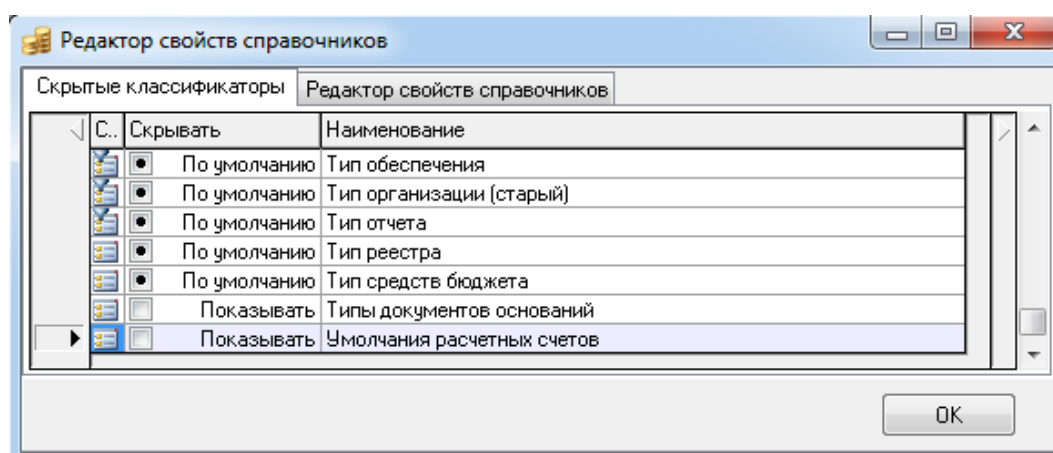 Редактор свойств справочников
Скрытые классификаторы Редактор свойств справочников
С.. Скрывать Наименование
По умолчанию Тип обеспечения
По умолчанию Тип организации (старый)
По умолчанию Тип отчета
По умолчанию Тип реестра
По умолчанию Тип средств бюджета
Показывать Типы документов оснований
Показывать Умолчания расчетных счетов
OK